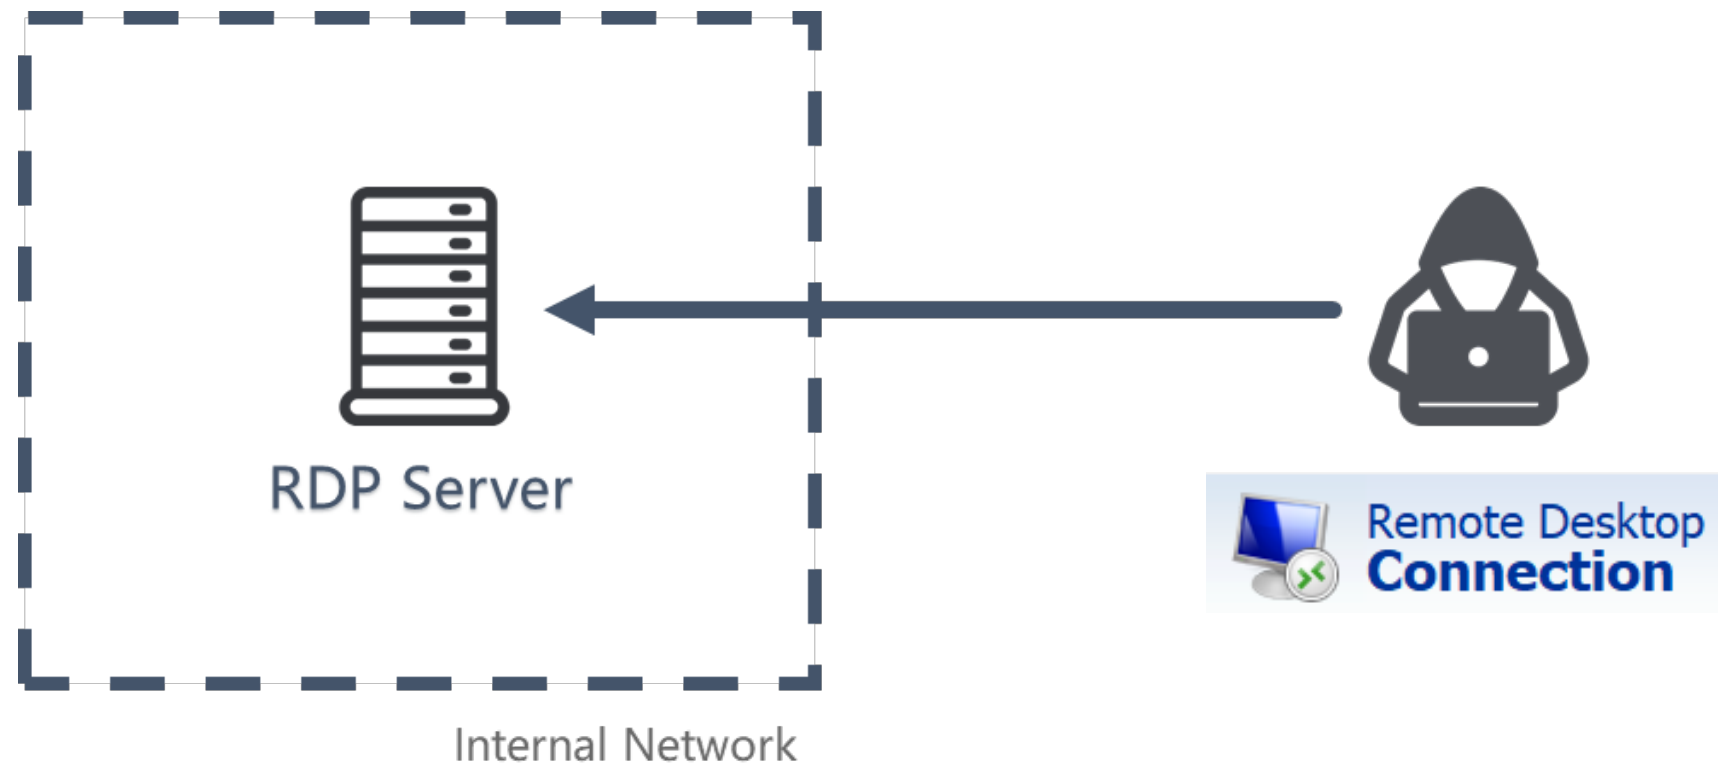 RDP Server
Remote Desktop
Connection
Internal Network